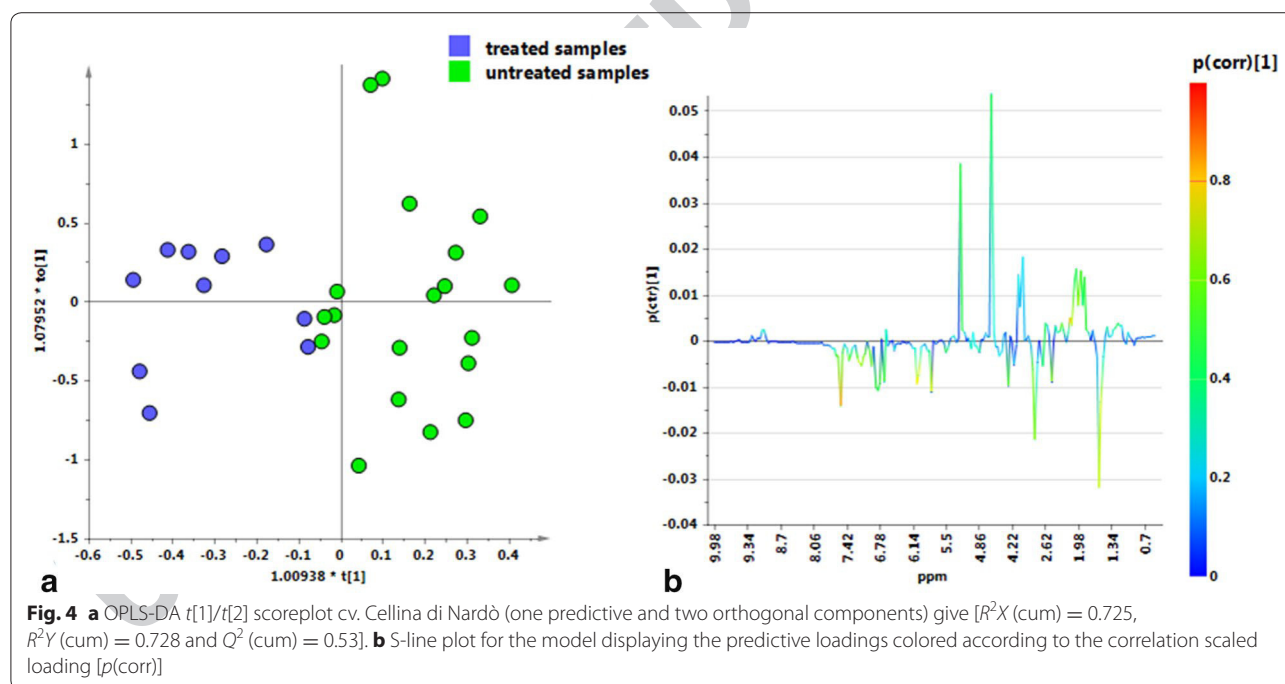 treated samples
untreated samples
1
0.5
0
-0.5
-1
-1.5
1.07952 * to[1]
-0.6 -0.5 -0.4 -0.3 -0.2 -0.1 0 0.1 0.2 0.3 0.4
1.00938 * t[1]
a
p(corr)[1]
0.05
0.04
0.03
0.02
0.01
0
-0.01
-0.02
-0.03
-0.04
p(ctr)[1]
9.98 9.34 8.7 8.06 7.42 6.78 6.14 5.5 4.86 4.22 2.62 1.98 1.34 0.7
ppm
0.8
0.6
0.4
0.2
0
b
Fig. 4 a OPLS-DA t[1]/t[2] scoreplot cv. Cellina di Nardò (one predictive and two orthogonal components) give [R²X (cum) = 0.725,
R²Y (cum) = 0.728 and Q² (cum) = 0.53]. b S-line plot for the model displaying the predictive loadings colored according to the correlation scaled
loading [p(corr)]